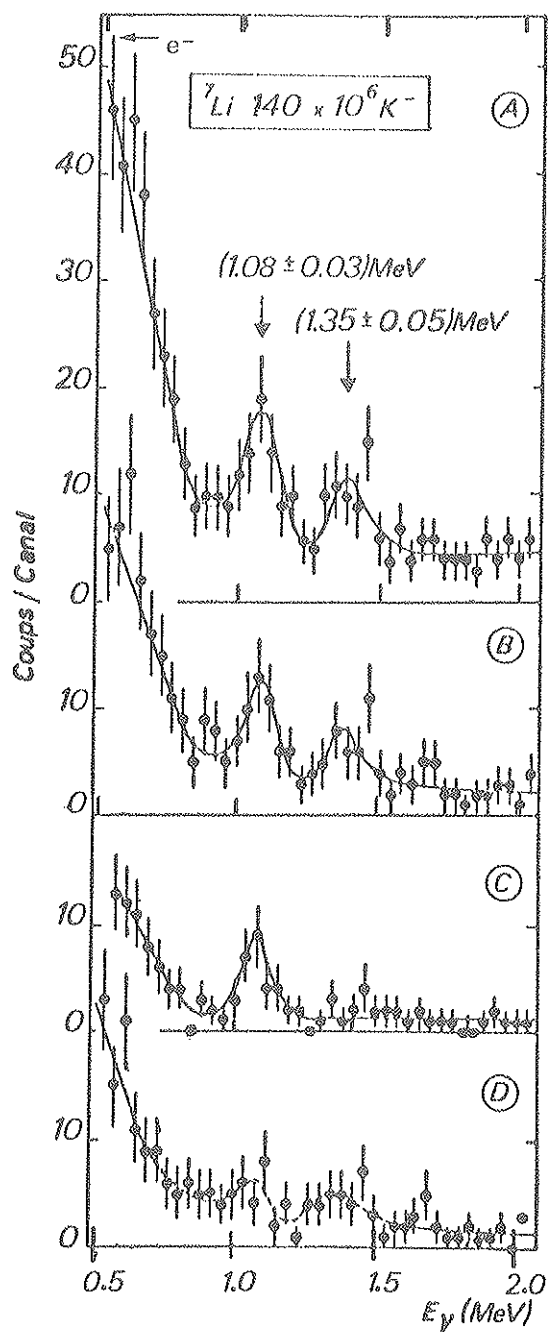 50
e⁻
⁷Li 140 × 10⁶ K⁻
A
40
(1.08 ± 0.03) MeV
30
(1.35 ± 0.05) MeV
20
10
0
Coups / Canal
B
10
0
C
10
0
D
10
0
0.5 1.0 1.5 2.0
Eγ (MeV)